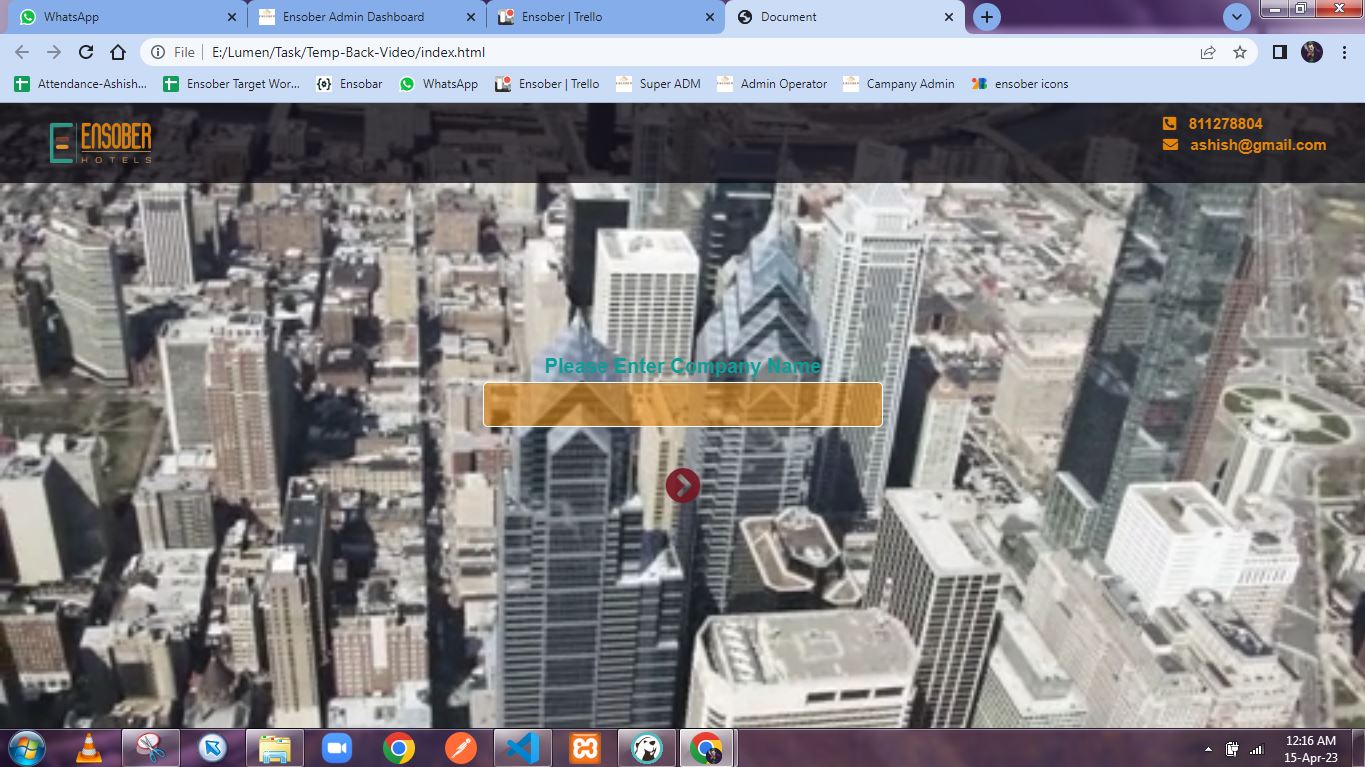 WhatsApp
Ensober Admin Dashboard
Ensober | Trello
Document
File
E:/Lumen/Task/Temp-Back-Video/index.html
Attendance-Ashish...
Ensober Target Wor...
Ensobar
WhatsApp
Ensober | Trello
Super ADM
Admin Operator
Campany Admin
ensober icons
ENSOBER
HOTELS
811278804
ashish@gmail.com
Please Enter Company Name
12:16 AM
15-Apr-23